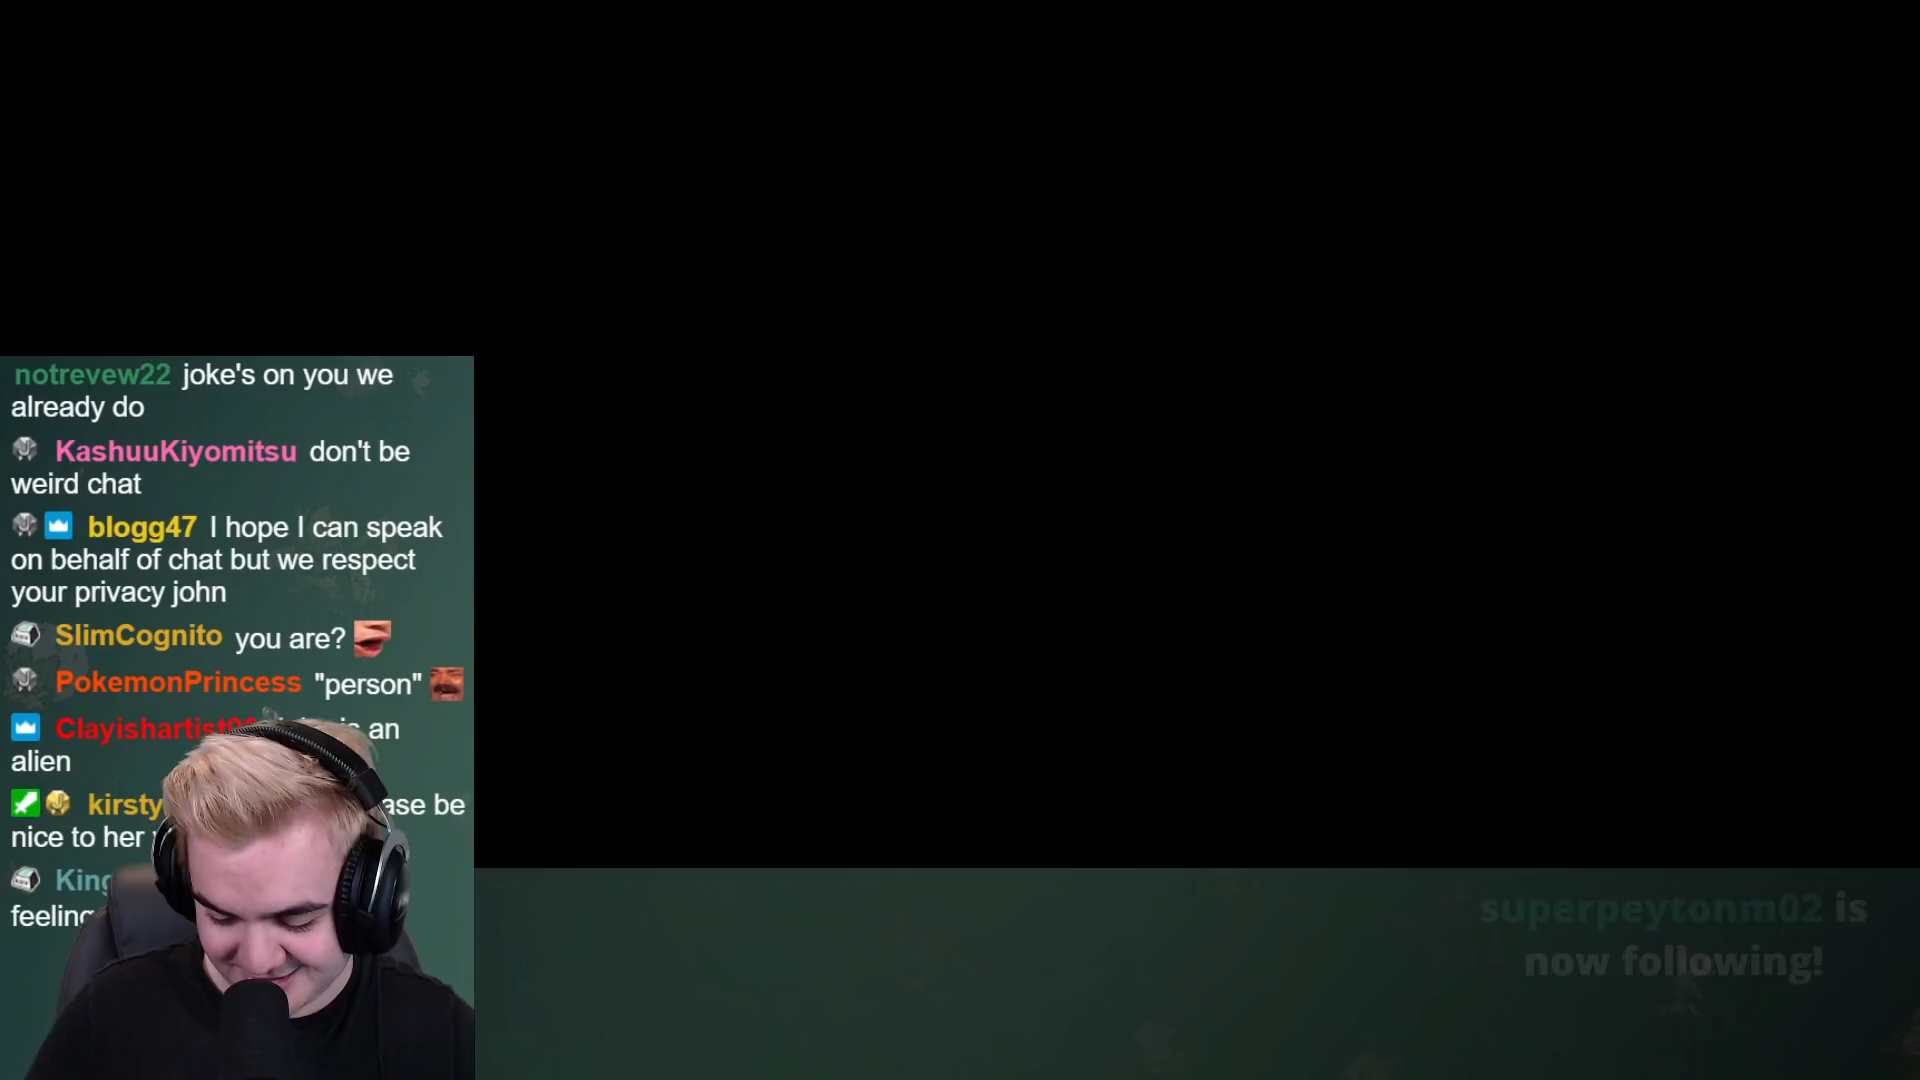 notrevew22 joke's on you we
already do
KashuuKiyomitsu don't be
weird chat
blogg47 I hope I can speak
on behalf of chat but we respect
your privacy john
SlimCognito you are?
PokemonPrincess "person"
an
alien
be
nice to her
superpeytonm02 is
now following!